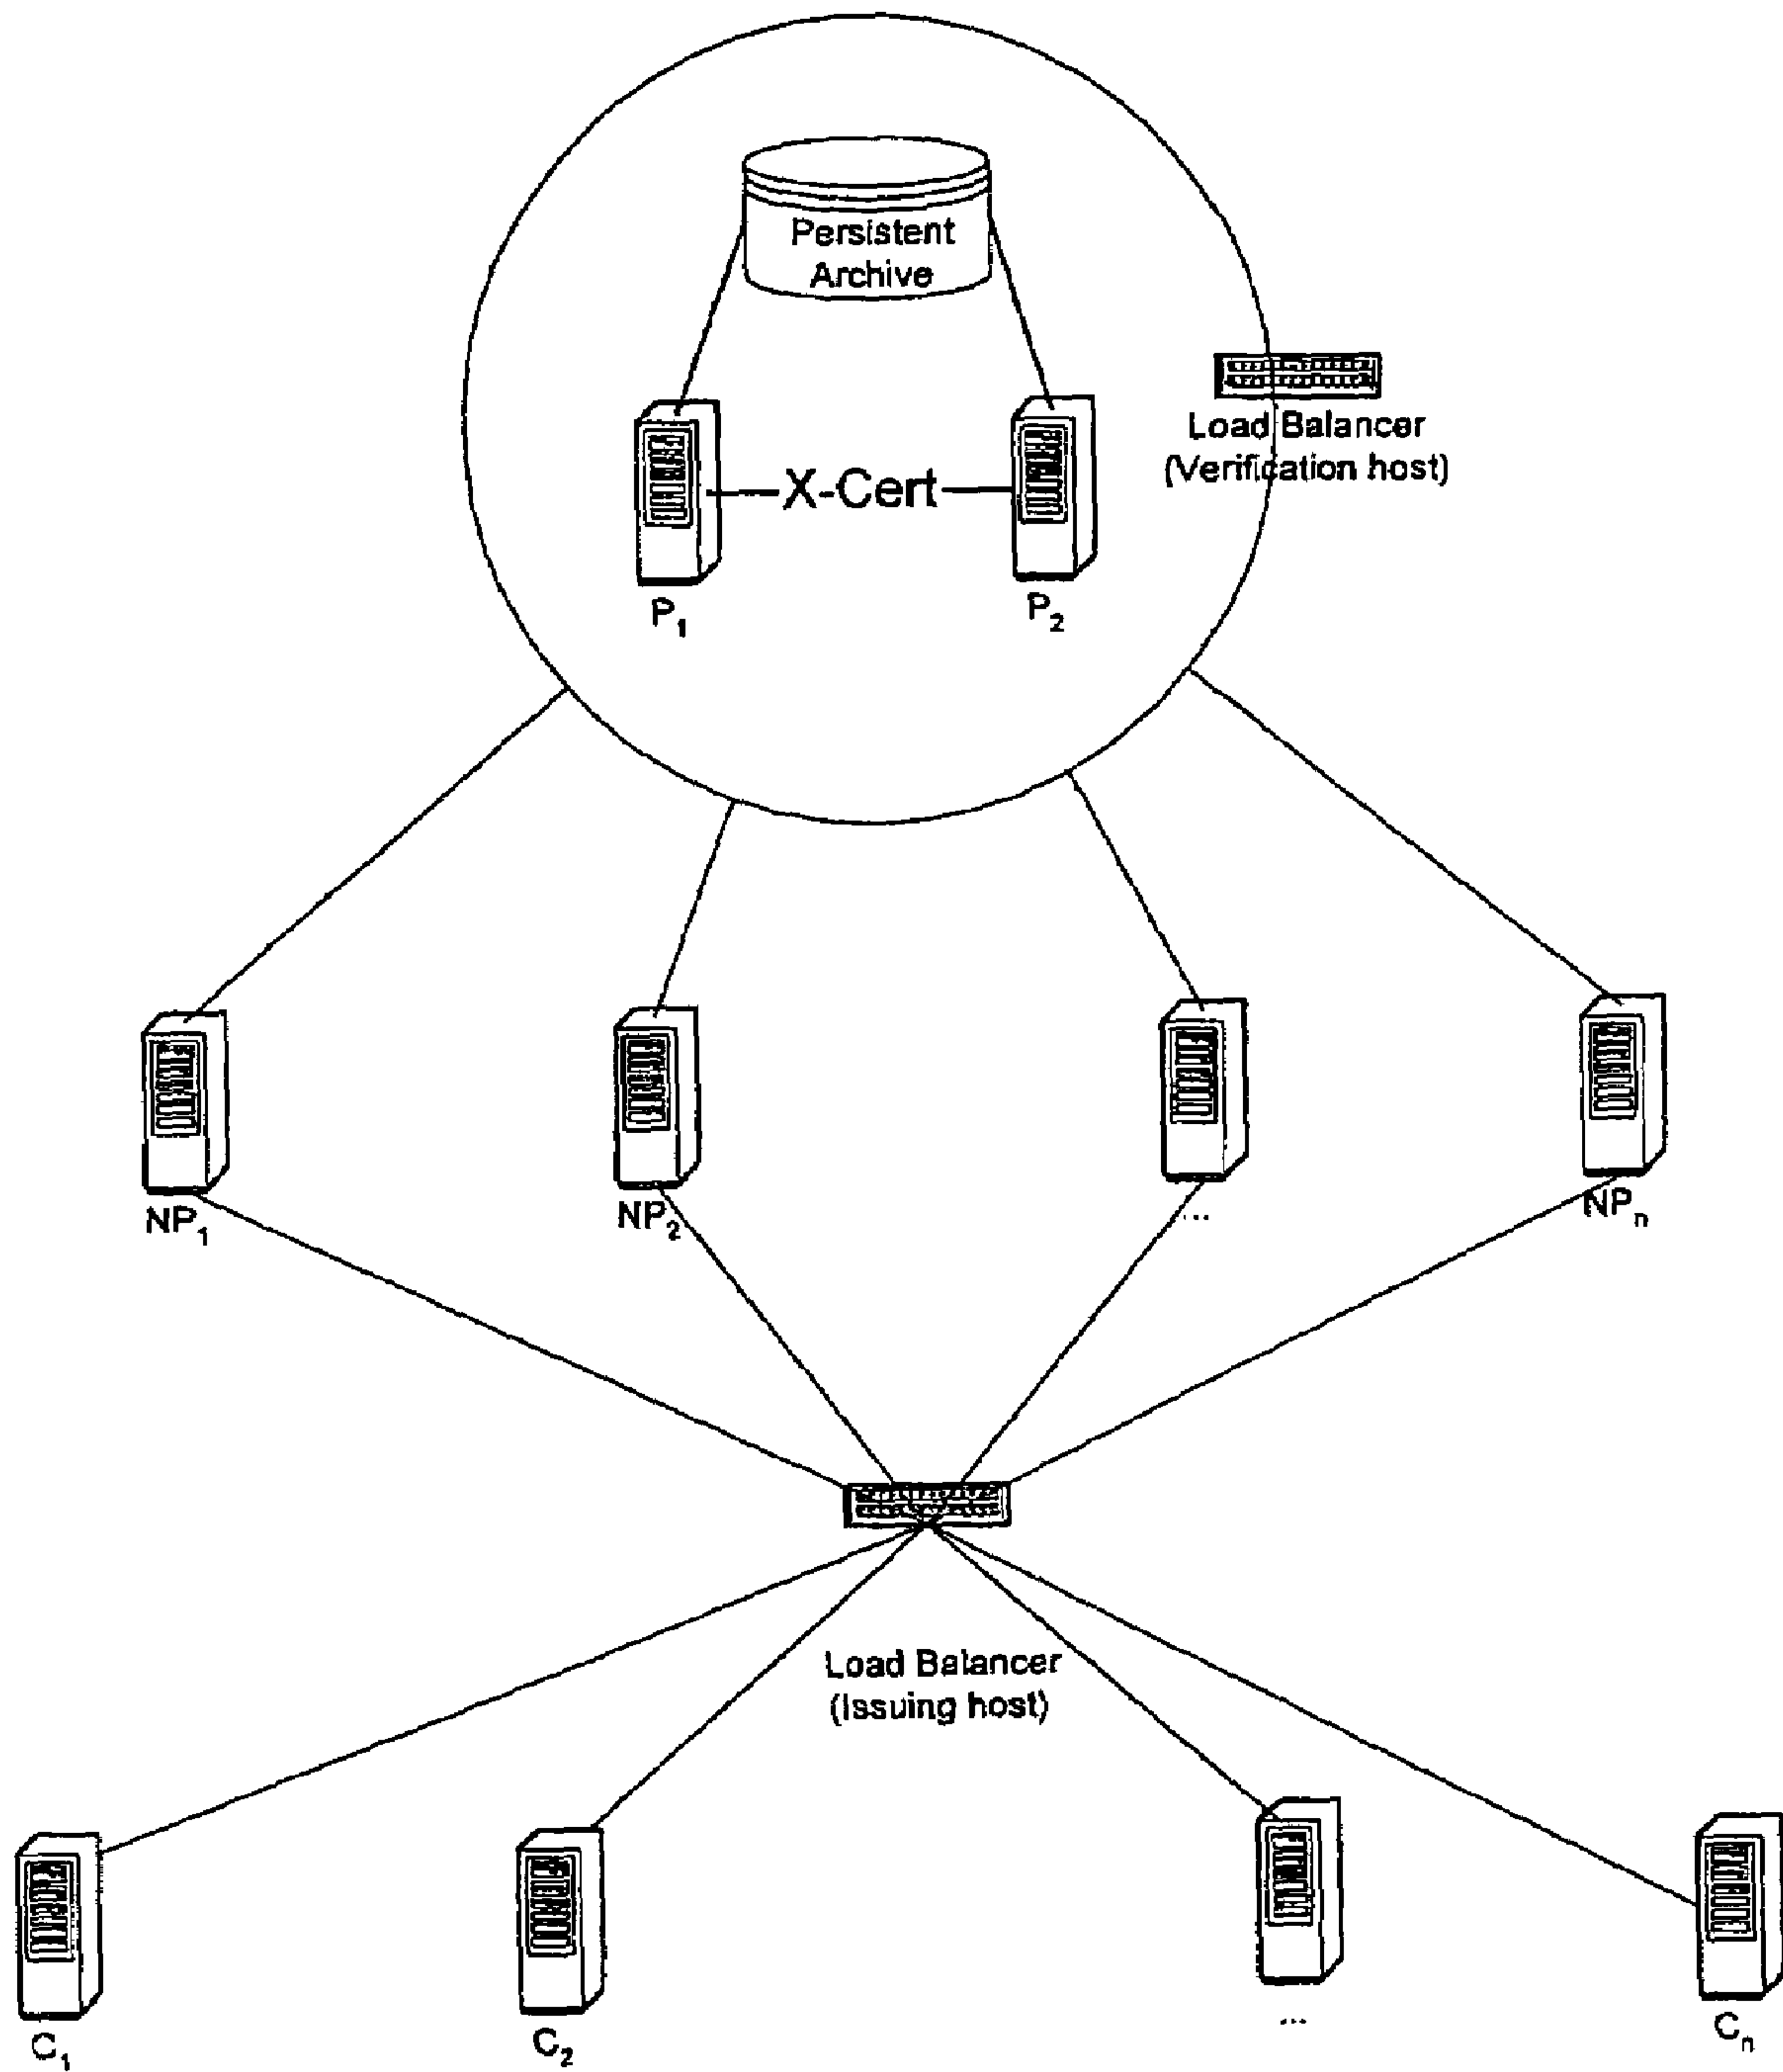 Persistent
Archive
Load Balancer
(Verification host)
X-Cert
P₁
P₂
NP₁
NP₂
...
NPₙ
Load Balancer
(Issuing host)
C₁
C₂
...
Cₙ